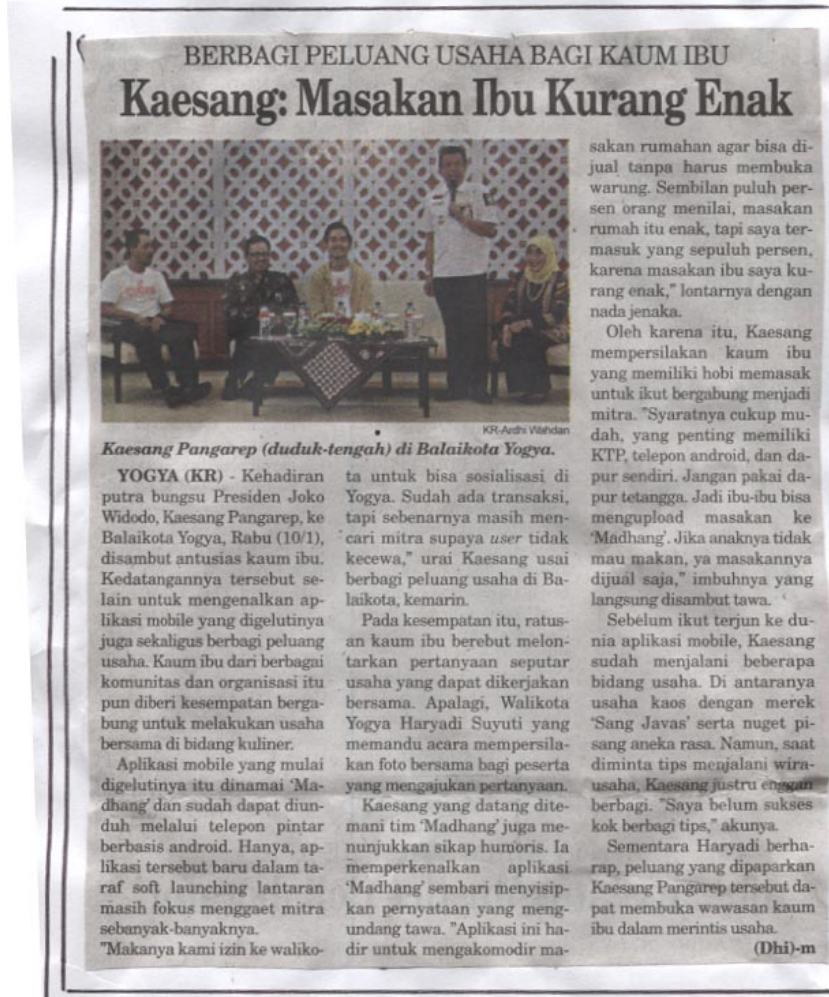 BERBAGI PELUANG USAHA BAGI KAUM IBU
Kaesang: Masakan Ibu Kurang Enak
KR-Ardhi Wahdan
Kaesang Pangarep (duduk-tengah) di Balaikota Yogya.
YOGYA (KR) - Kehadiran
putra bungsu Presiden Joko
Widodo, Kaesang Pangarep, ke
Balaikota Yogya, Rabu (10/1),
disambut antusias kaum ibu.
Kedatangannya tersebut se-
lain untuk mengenalkan ap-
likasi mobile yang digelutinya
juga sekaligus berbagi peluang
usaha. Kaum ibu dari berbagai
komunitas dan organisasi itu
pun diberi kesempatan berga-
bung untuk melakukan usaha
bersama di bidang kuliner.
Aplikasi mobile yang mulai
digelutinya itu dinamai 'Ma-
dhang' dan sudah dapat diun-
duh melalui telepon pintar
berbasis android. Hanya, ap-
likasi tersebut baru dalam ta-
raf soft launching lantaran
masih fokus menggaet mitra
sebanyak-banyaknya.
"Makanya kami izin ke waliko-
ta untuk bisa sosialisasi di
Yogya. Sudah ada transaksi,
tapi sebenarnya masih men-
cari mitra supaya user tidak
kecewa," urai Kaesang usai
berbagi peluang usaha di Ba-
laikota, kemarin.
Pada kesempatan itu, ratus-
an kaum ibu berebut melon-
tarkan pertanyaan seputar
usaha yang dapat dikerjakan
bersama. Apalagi, Walikota
Yogya Haryadi Suyuti yang
memandu acara mempersila-
kan foto bersama bagi peserta
yang mengajukan pertanyaan.
Kaesang yang datang dite-
mani tim 'Madhang' juga me-
nunjukkan sikap humoris. Ia
memperkenalkan aplikasi
'Madhang' sembari menyisip-
kan pernyataan yang meng-
undang tawa. "Aplikasi ini ha-
dir untuk mengakomodir ma-
sakan rumahan agar bisa di-
jual tanpa harus membuka
warung. Sembilan puluh per-
sen orang menilai, masakan
rumah itu enak, tapi saya ter-
masuk yang sepuluh persen,
karena masakan ibu saya ku-
rang enak," lontarnya dengan
nada jenaka.
Oleh karena itu, Kaesang
mempersilakan kaum ibu
yang memiliki hobi memasak
untuk ikut bergabung menjadi
mitra. "Syaratnya cukup mu-
dah, yang penting memiliki
KTP, telepon android, dan da-
pur sendiri. Jangan pakai da-
pur tetangga. Jadi ibu-ibu bisa
mengupload masakan ke
'Madhang'. Jika anaknya tidak
mau makan, ya masakannya
dijual saja," imbuhnya yang
langsung disambut tawa.
Sebelum ikut terjun ke du-
nia aplikasi mobile, Kaesang
sudah menjalani beberapa
bidang usaha. Di antaranya
usaha kaos dengan merek
'Sang Javas' serta nuget pi-
sang aneka rasa. Namun, saat
diminta tips menjalani wira-
usaha, Kaesang justru enggan
berbagi. "Saya belum sukses
kok berbagi tips," akunya.
Sementara Haryadi berha-
rap, peluang yang dipaparkan
Kaesang Pangarep tersebut da-
pat membuka wawasan kaum
ibu dalam merintis usaha.
(Dhi)-m